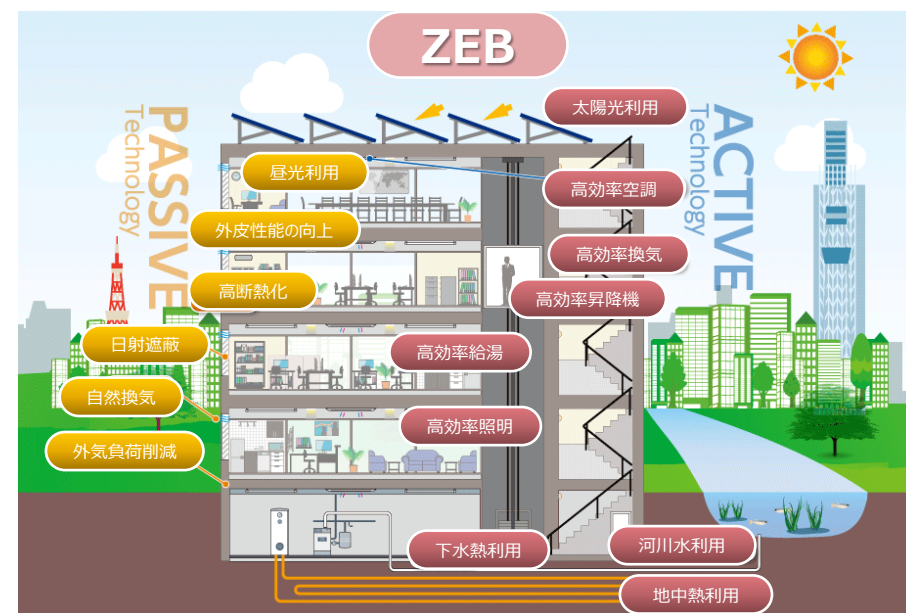 ZEB
PASSIVE
Technology
ACTIVE
Technology
太陽光利用
昼光利用
高効率空調
外皮性能の向上
高効率換気
高断熱化
高効率昇降機
日射遮蔽
高効率給湯
自然換気
高効率照明
外気負荷削減
下水熱利用
河川水利用
地中熱利用